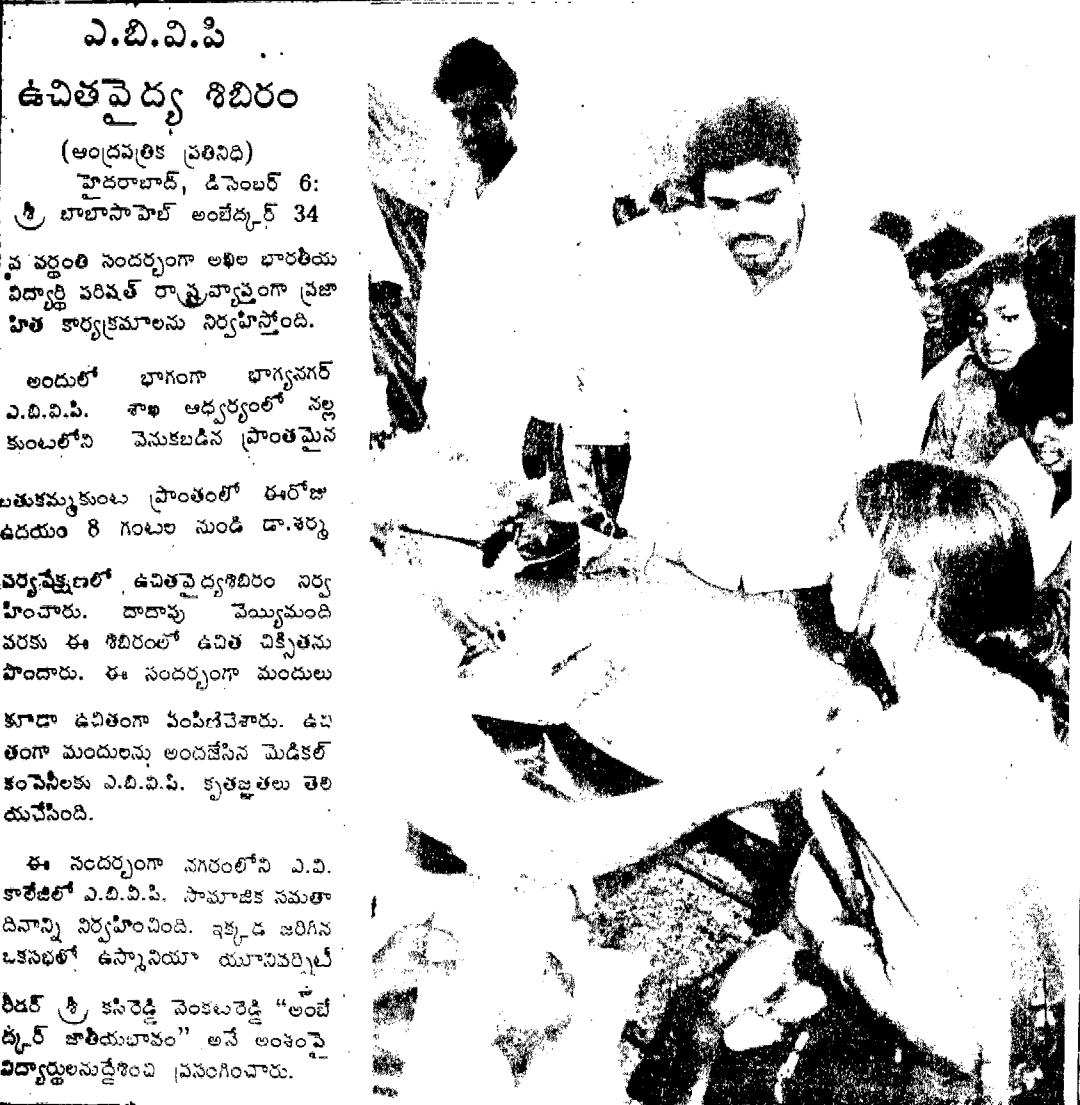 ఎ.బి.వి.పి
ఉచితవైద్య శిబిరం
(ఆంధ్రపత్రిక ప్రతినిధి)
హైదరాబాద్, డిసెంబర్ 6:
శ్రీ బాబాసాహెబ్ అంబేద్కర్ 34
వ వర్ధంతి సందర్భంగా అఖిల భారతీయ
విద్యార్థి పరిషత్ రాష్ట్రవ్యాప్తంగా ప్రజా
హిత కార్యక్రమాలను నిర్వహిస్తోంది.
అందులో భాగంగా భాగ్యనగర్
ఎ.బి.వి.పి. శాఖ ఆధ్వర్యంలో నల్ల
కుంటలోని వెనుకబడిన ప్రాంతమైన
బతుకమ్మకుంట ప్రాంతంలో ఈరోజు
ఉదయం 8 గంటల నుండి డా.శర్మ
పర్యవేక్షణలో ఉచితవైద్యశిబిరం నిర్వ
హించారు. దాదాపు వెయ్యిమంది
వరకు ఈ శిబిరంలో ఉచిత చికిత్సను
పొందారు. ఈ సందర్భంగా మందులు
కూడా ఉచితంగా పంపిణిచేశారు. ఉచి
తంగా మందులను అందజేసిన మెడికల్
కంపెనీలకు ఎ.బి.వి.పి. కృతజ్ఞతలు తెలి
యచేసింది.
ఈ సందర్భంగా నగరంలోని ఎ.వి.
కాలేజిలో ఎ.బి.వి.పి. సామాజిక సమతా
దినాన్ని నిర్వహించింది. ఇక్కడ జరిగిన
ఒకసభలో ఉస్మానియా యూనివర్శిటీ
రీడర్ శ్రీ కసిరెడ్డి వెంకటరెడ్డి “అంబే
ద్కర్ జాతీయభావం” అనే అంశంపై
విద్యార్థులనుద్దేశించి ప్రసంగించారు.